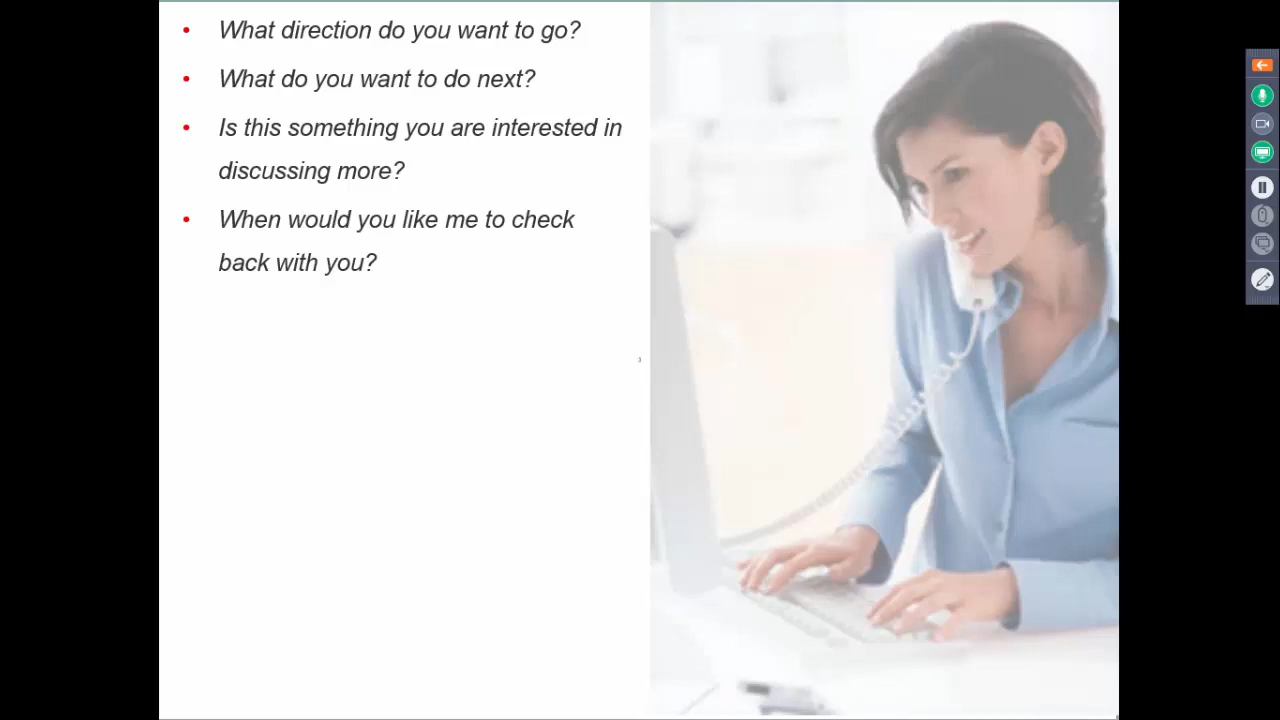 • What direction do you want to go?
• What do you want to do next?
• Is this something you are interested in
discussing more?
• When would you like me to check
back with you?
3